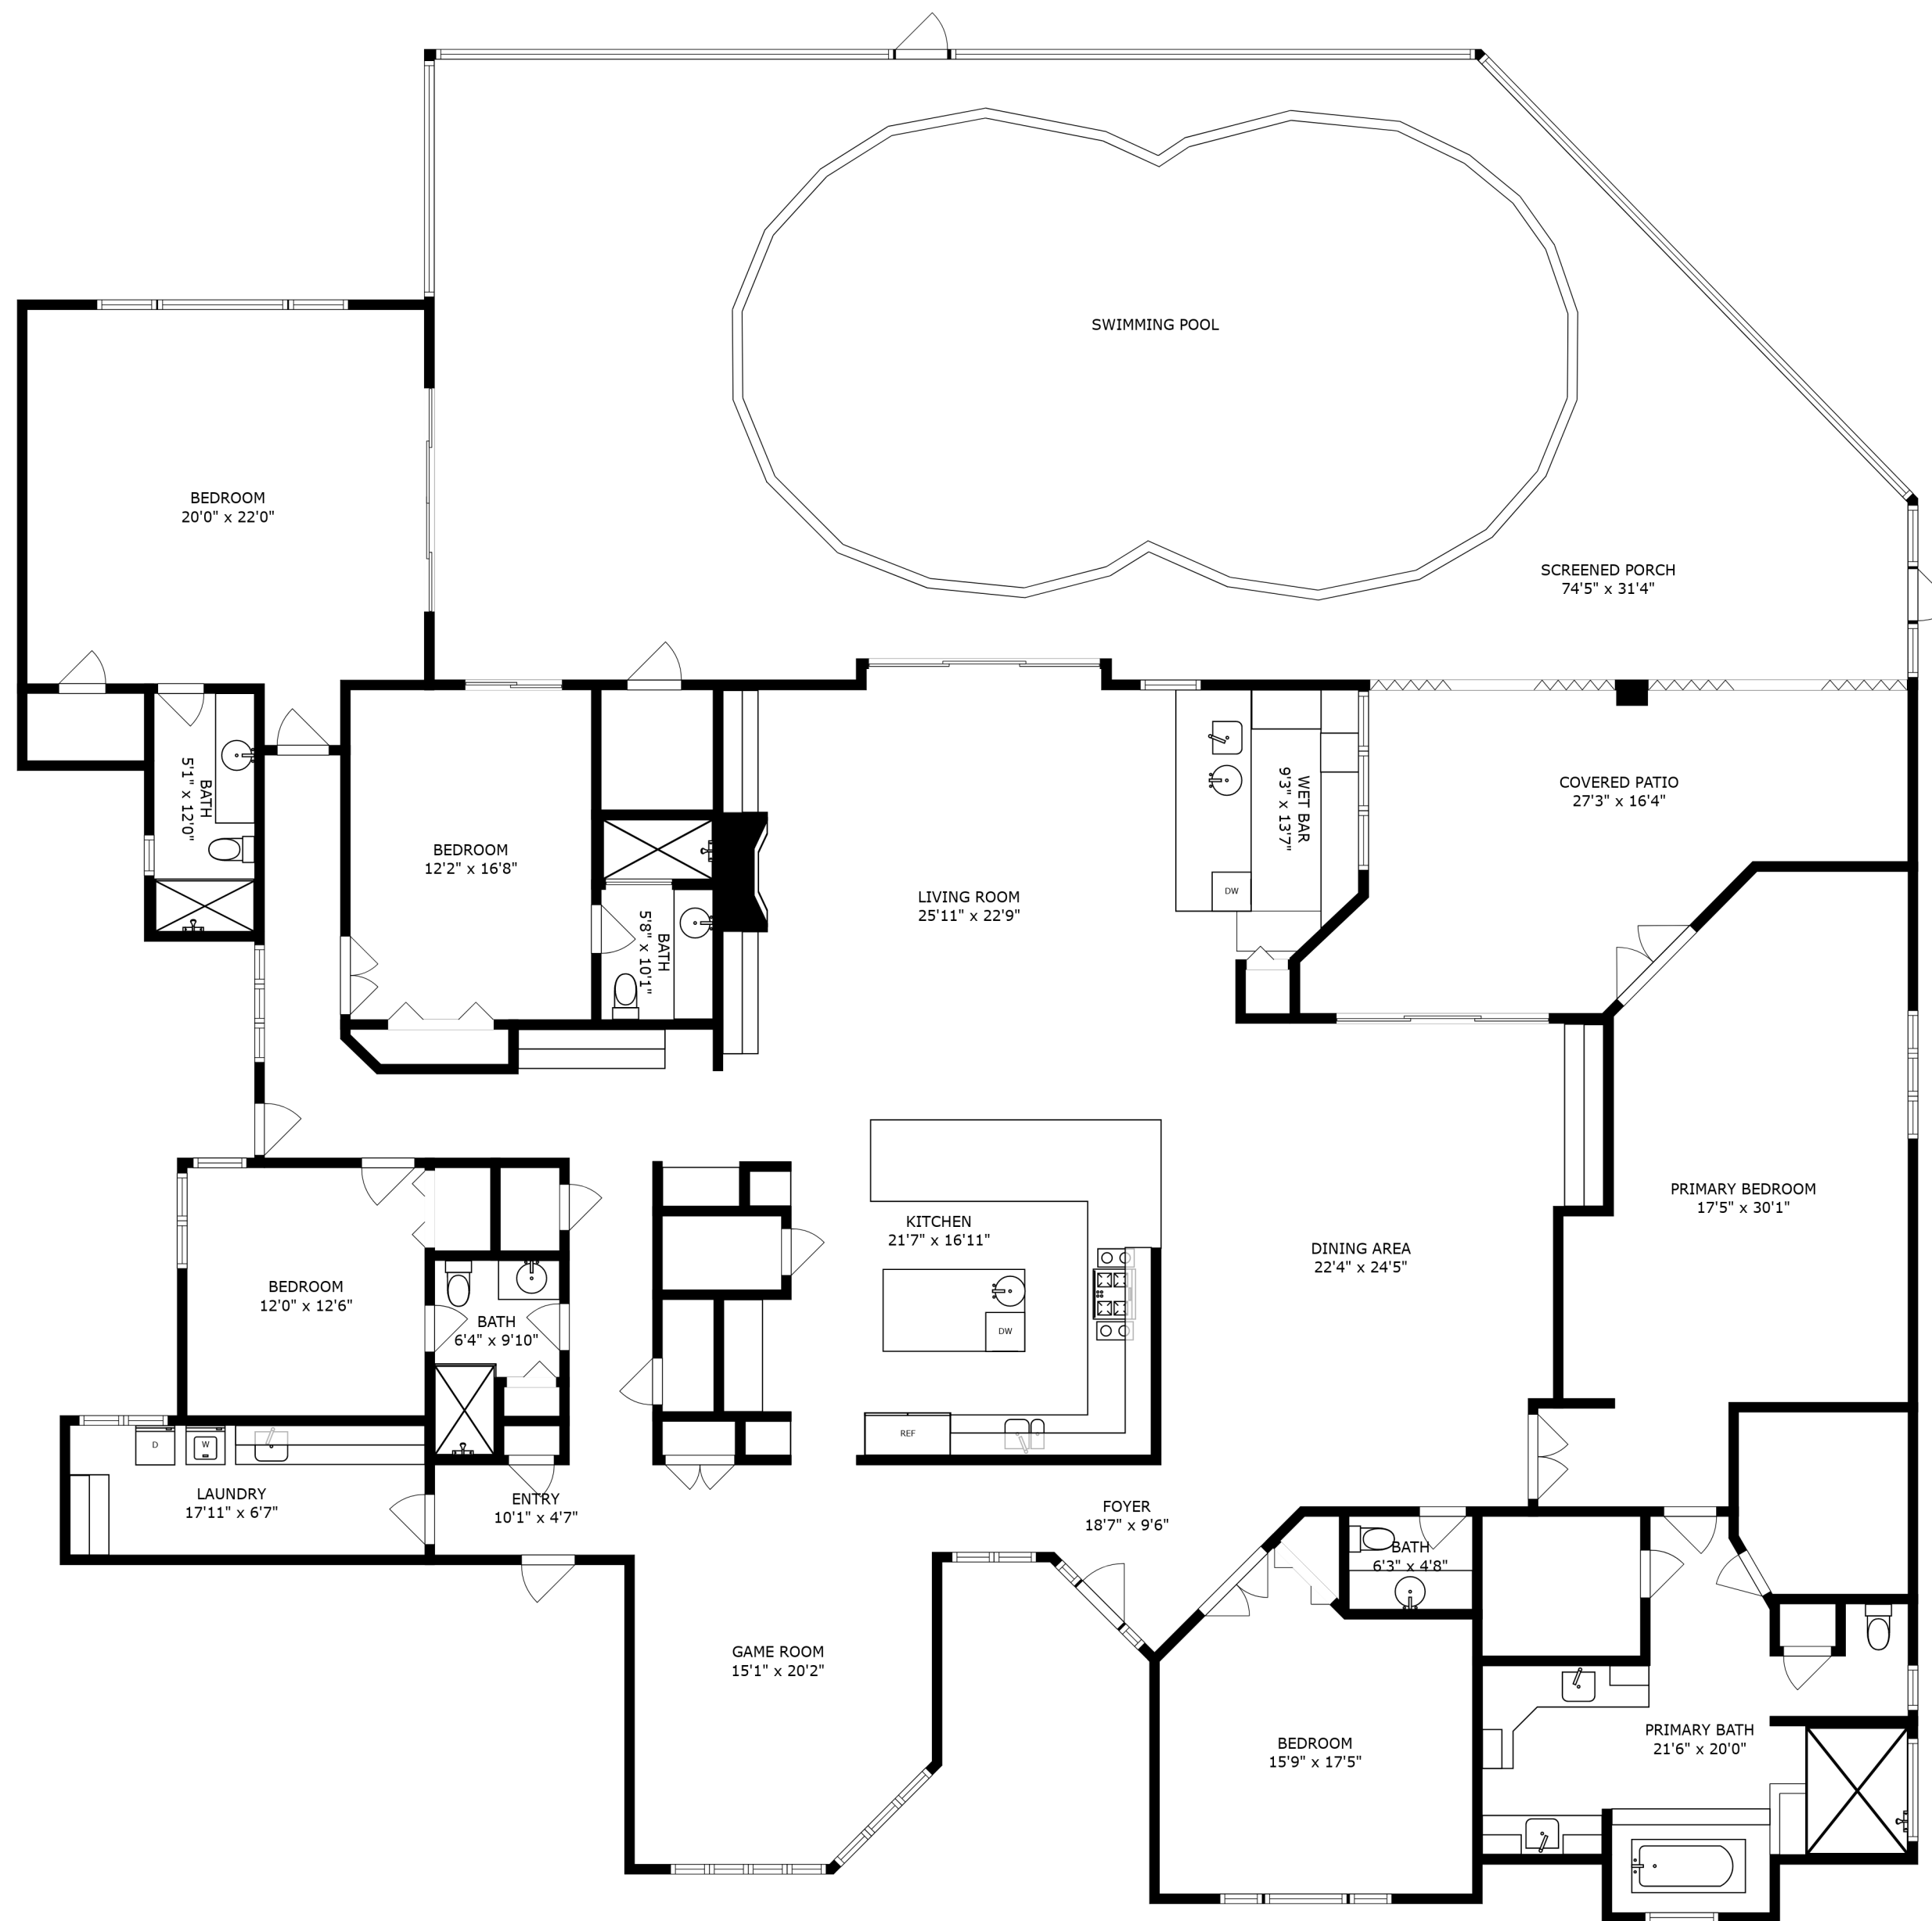 SWIMMING POOL
BEDROOM
20'0" x 22'0"
SCREENED PORCH
74'5" x 31'4"
BATH
5'1" x 12'0"
BEDROOM
12'2" x 16'8"
BATH
5'8" x 10'1"
LIVING ROOM
25'11" x 22'9"
WET BAR
9'3" x 13'7"
DW
COVERED PATIO
27'3" x 16'4"
PRIMARY BEDROOM
17'5" x 30'1"
KITCHEN
21'7" x 16'11"
DW
REF
DINING AREA
22'4" x 24'5"
BEDROOM
12'0" x 12'6"
BATH
6'4" x 9'10"
D
W
LAUNDRY
17'11" x 6'7"
ENTRY
10'1" x 4'7"
FOYER
18'7" x 9'6"
BATH
6'3" x 4'8"
GAME ROOM
15'1" x 20'2"
BEDROOM
15'9" x 17'5"
PRIMARY BATH
21'6" x 20'0"